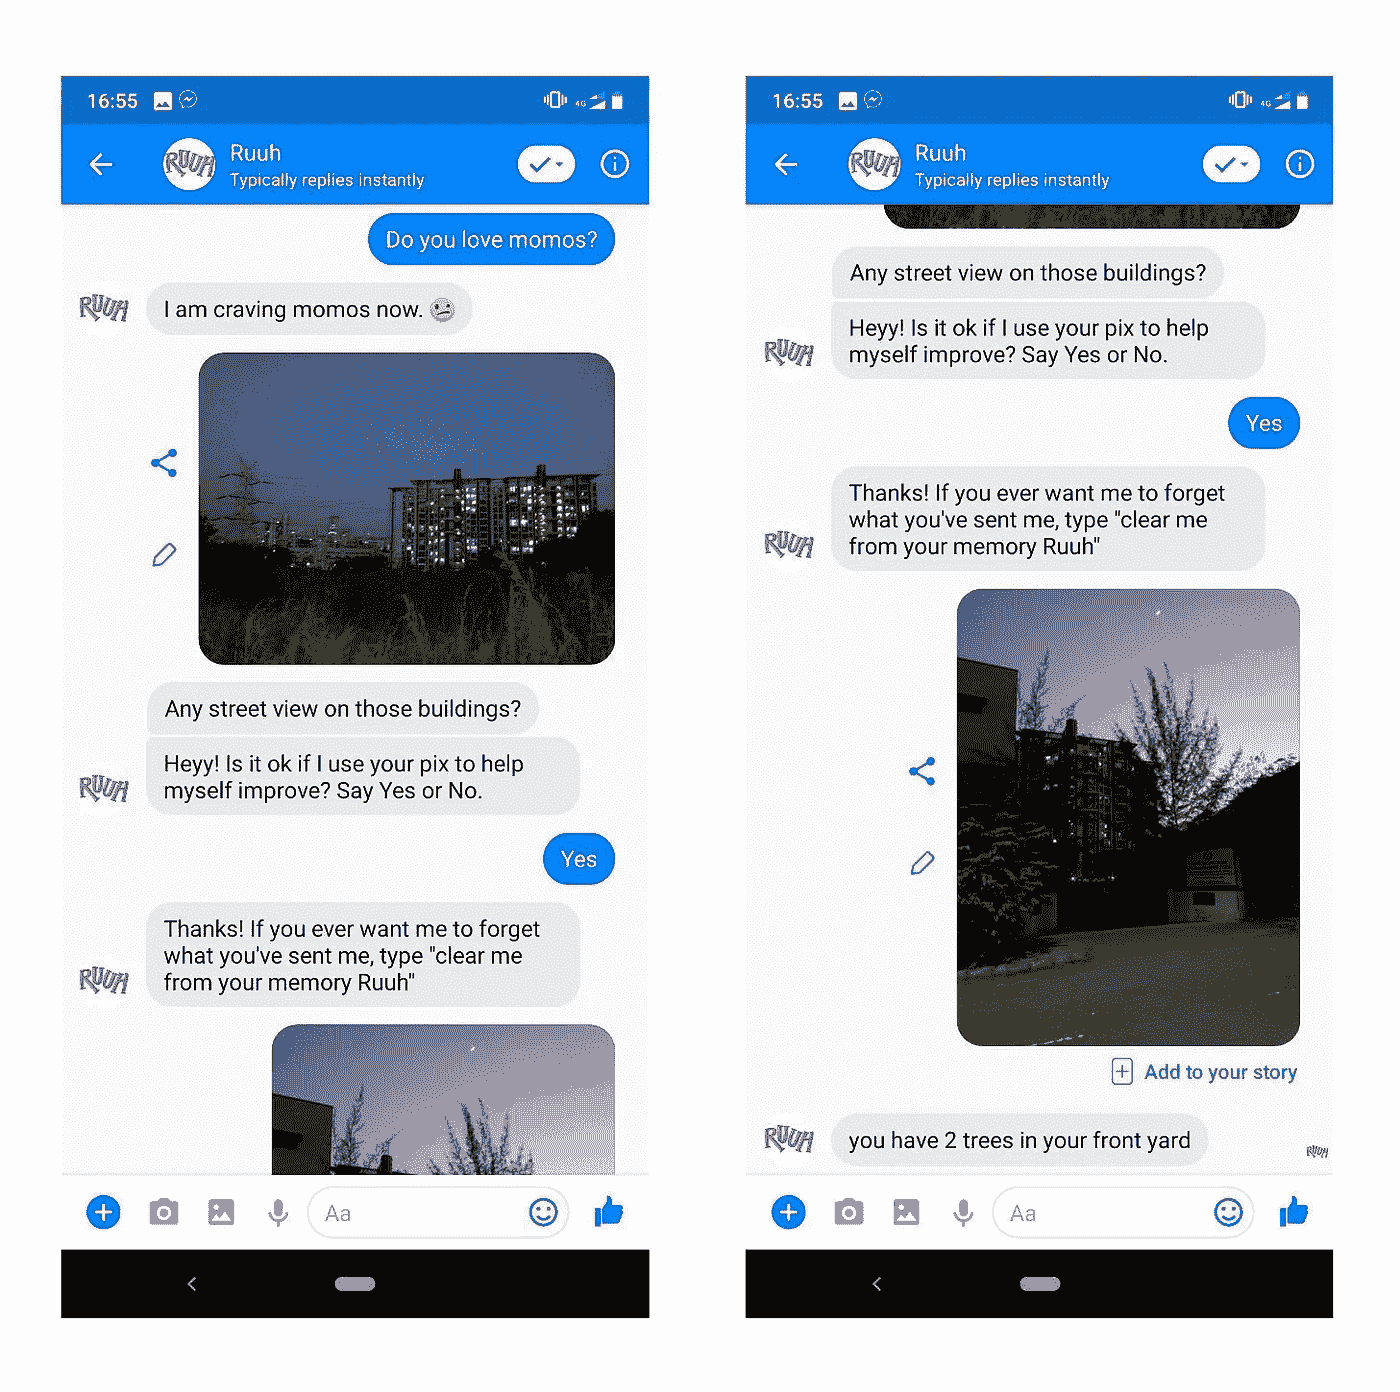 16:55
4G
RUUH
Ruuh
Typically replies instantly
Do you love momos?
RUUH
I am craving momos now.
Any street view on those buildings?
RUUH
Heyy! Is it ok if I use your pix to help
myself improve? Say Yes or No.
Yes
RUUH
Thanks! If you ever want me to forget
what you've sent me, type "clear me
from your memory Ruuh"
Aa
16:55
4G
RUUH
Ruuh
Typically replies instantly
Any street view on those buildings?
RUUH
Heyy! Is it ok if I use your pix to help
myself improve? Say Yes or No.
Yes
RUUH
Thanks! If you ever want me to forget
what you've sent me, type "clear me
from your memory Ruuh"
Add to your story
RUUH
you have 2 trees in your front yard
RUUH
Aa